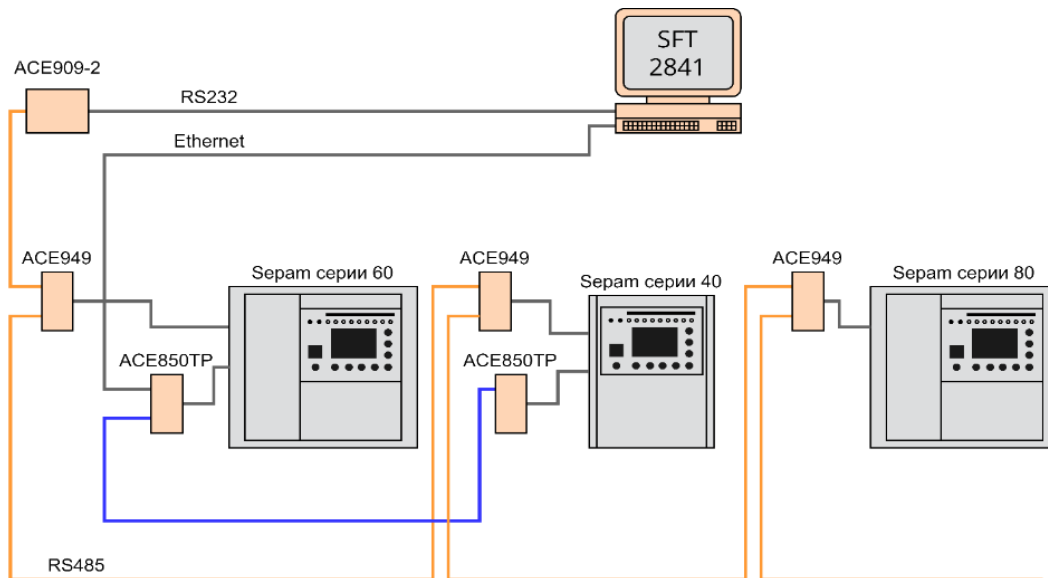 SFT
2841
ACE909-2
RS232
Ethernet
ACE949
Sepam серии 60
ACE949
Sepam серии 40
ACE949
Sepam серии 80
ACE850TP
ACE850TP
RS485